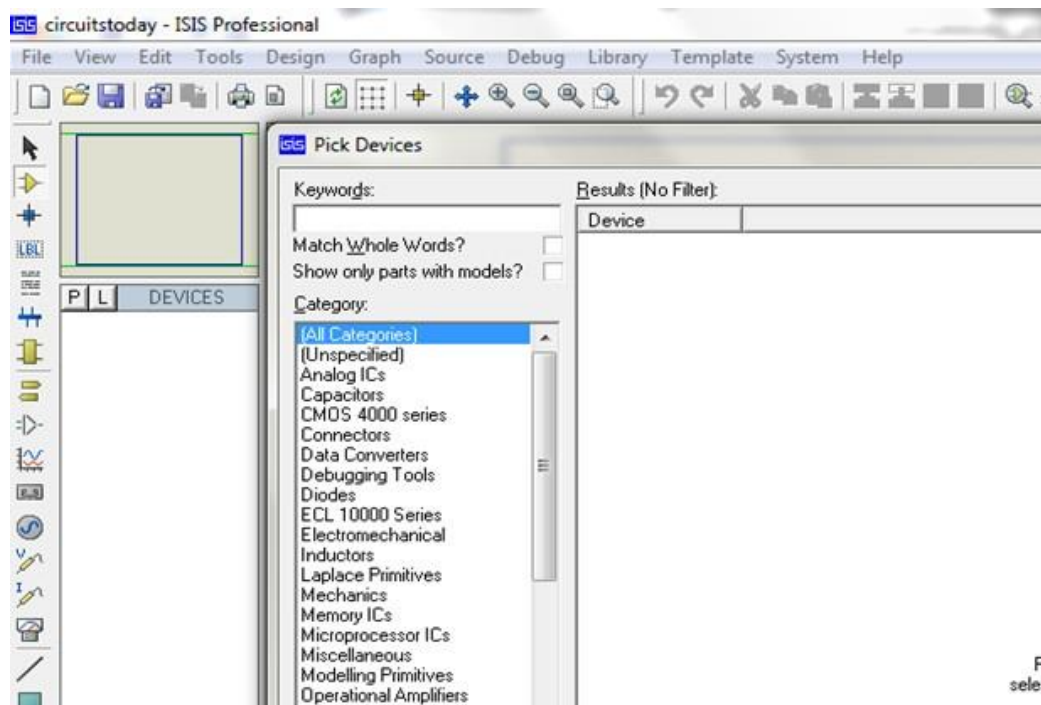 ISIS circuitstoday - ISIS Professional
File View Edit Tools Design Graph Source Debug Library Template System Help
ISIS Pick Devices
Keywords:
Results (No Filter):
Device
Match Whole Words?
Show only parts with models?
LBL
P L DEVICES
Category:
(All Categories)
(Unspecified)
Analog ICs
Capacitors
CMOS 4000 series
Connectors
Data Converters
Debugging Tools
Diodes
ECL 10000 Series
Electromechanical
Inductors
Laplace Primitives
Mechanics
Memory ICs
Microprocessor ICs
Miscellaneous
Modelling Primitives
Operational Amplifiers
V
I
sele